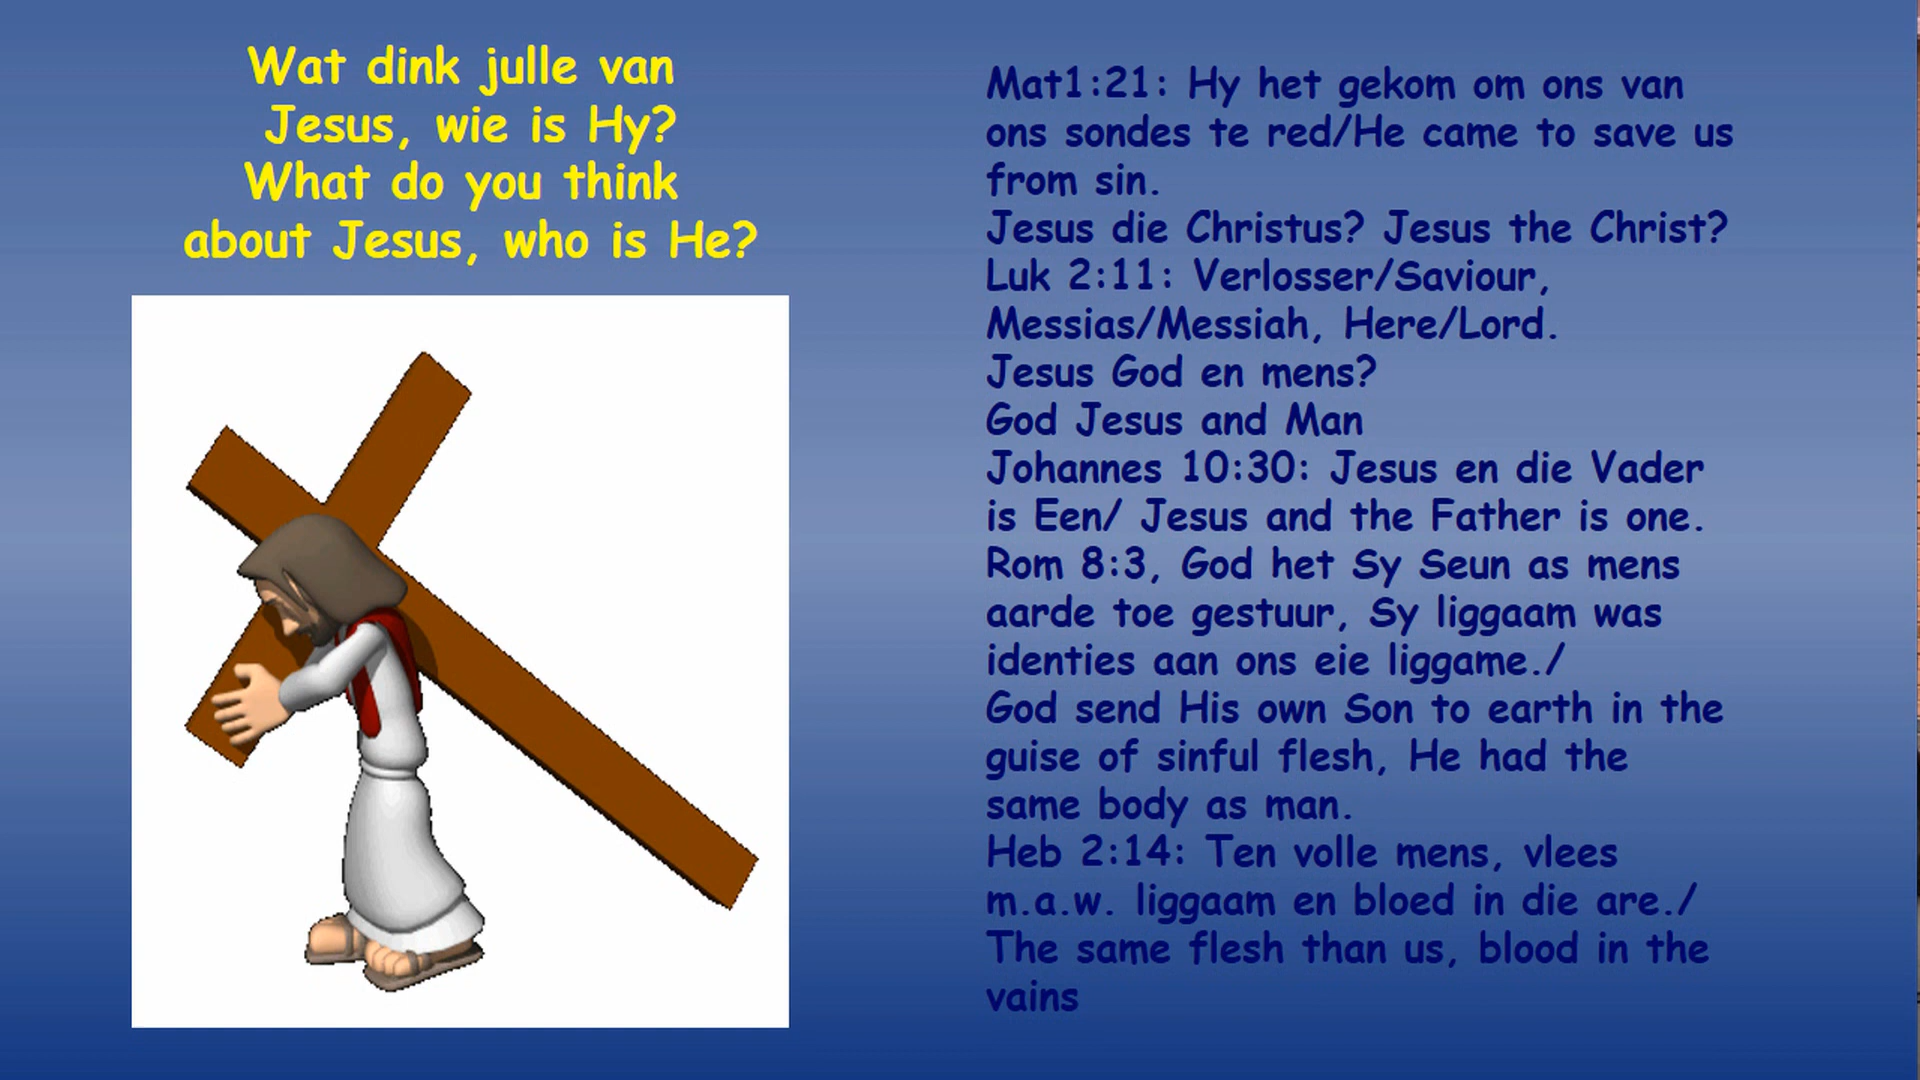 Wat dink julle van
Jesus, wie is Hy?
What do you think
about Jesus, who is He?
Mat1:21: Hy het gekom om ons van
ons sondes te red/He came to save us
from sin.
Jesus die Christus? Jesus the Christ?
Luk 2:11: Verlosser/Saviour,
Messias/Messiah, Here/Lord.
Jesus God en mens?
God Jesus and Man
Johannes 10:30: Jesus en die Vader
is Een/ Jesus and the Father is one.
Rom 8:3, God het Sy Seun as mens
aarde toe gestuur, Sy liggaam was
identies aan ons eie liggame./
God send His own Son to earth in the
guise of sinful flesh, He had the
same body as man.
Heb 2:14: Ten volle mens, vlees
m.a.w. liggaam en bloed in die are./
The same flesh than us, blood in the
vains